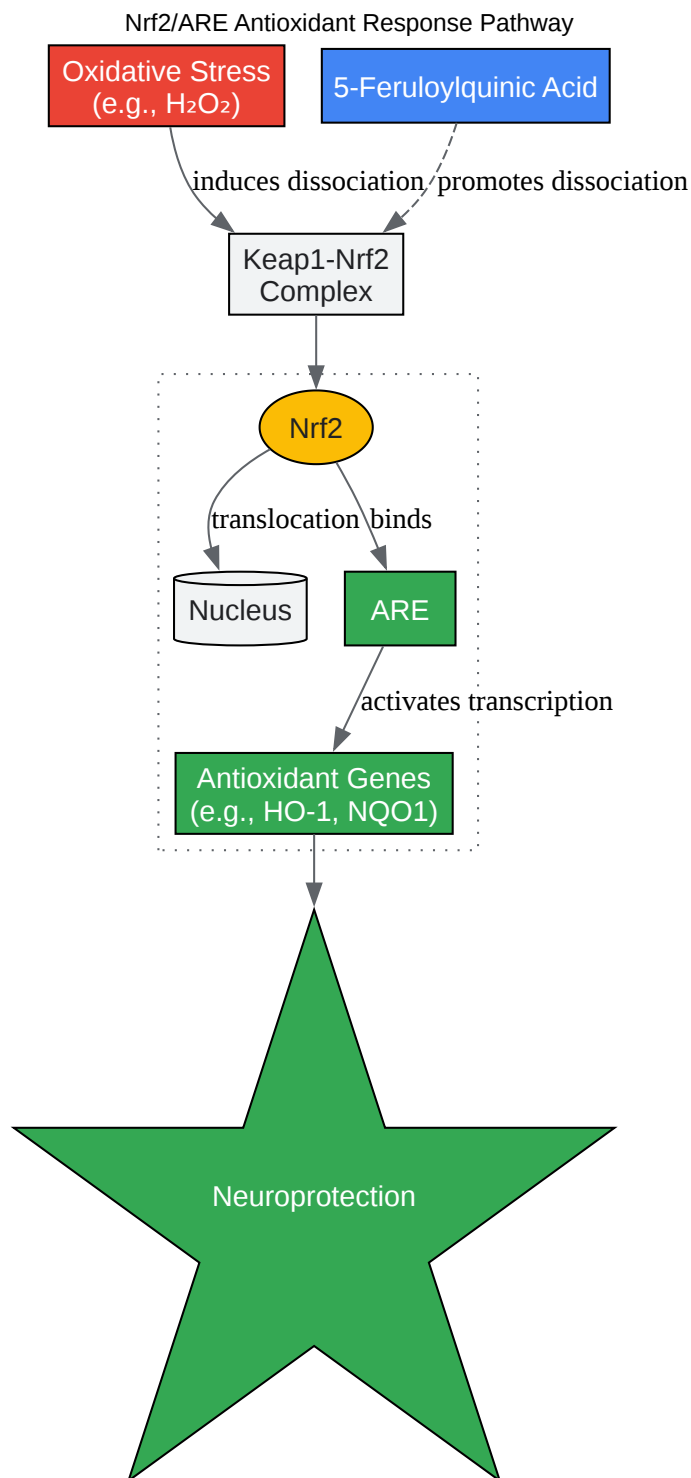 Nrf2/ARE Antioxidant Response Pathway
Oxidative Stress
(e.g., H₂O₂)
5-Feruloylquinic Acid
induces dissociation
promotes dissociation
Keap1-Nrf2
Complex
Nrf2
translocation
binds
Nucleus
ARE
activates transcription
Antioxidant Genes
(e.g., HO-1, NQO1)
Neuroprotection